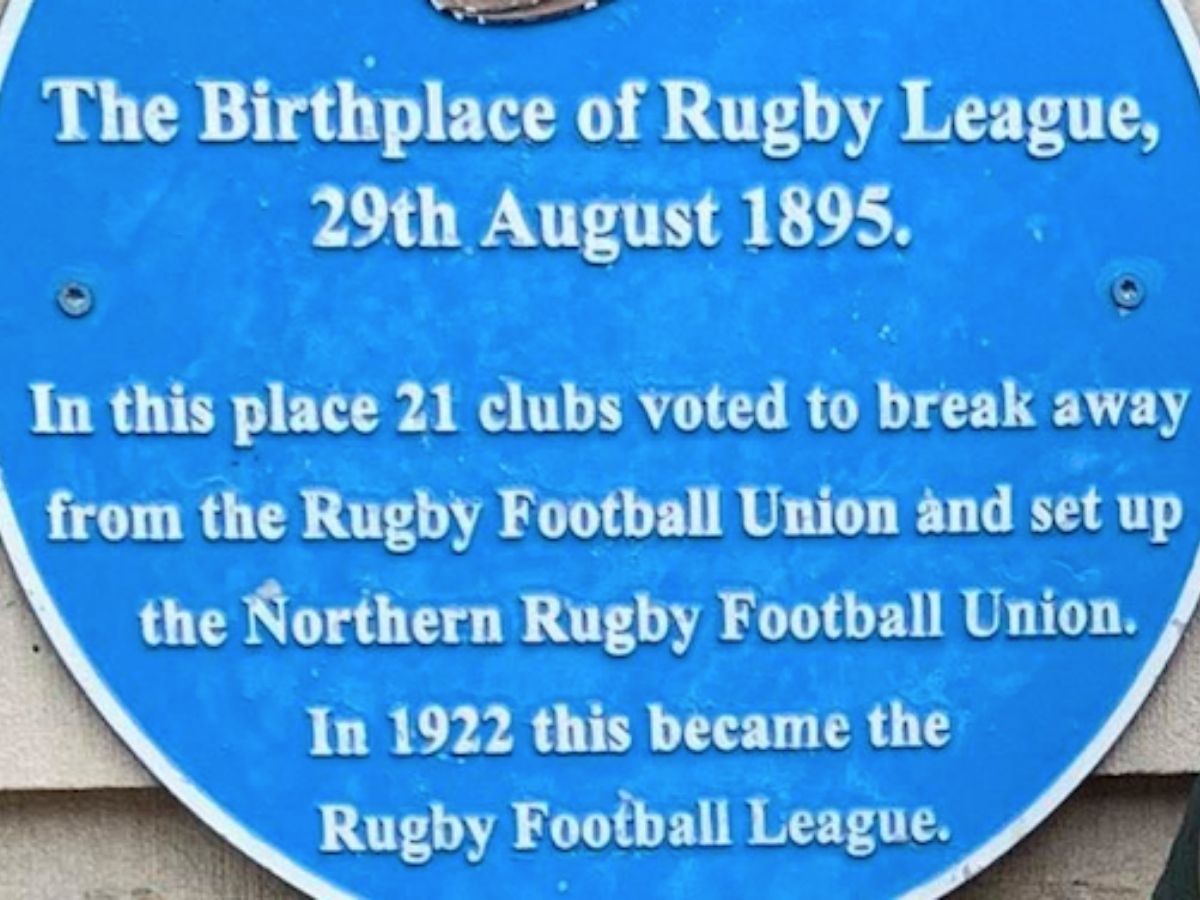 The Birthplace of Rugby League,
29th August 1895.
In this place 21 clubs voted to break away
from the Rugby Football Union and set up
the Northern Rugby Football Union.
In 1922 this became the
Rugby Football League.